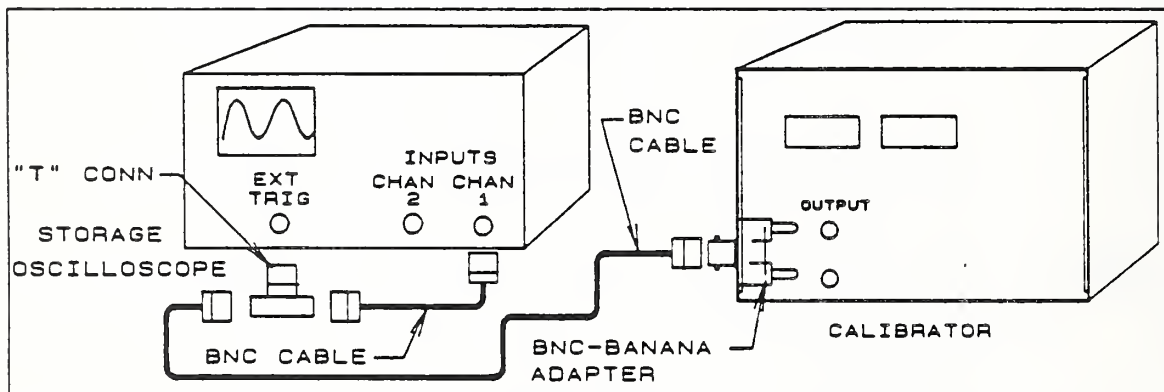 "T" CONN
STORAGE
OSCILLOSCOPE
EXT
TRIG
INPUTS
CHAN CHAN
2 1
BNC CABLE
BNC
CABLE
OUTPUT
BNC-BANANA
ADAPTER
CALIBRATOR